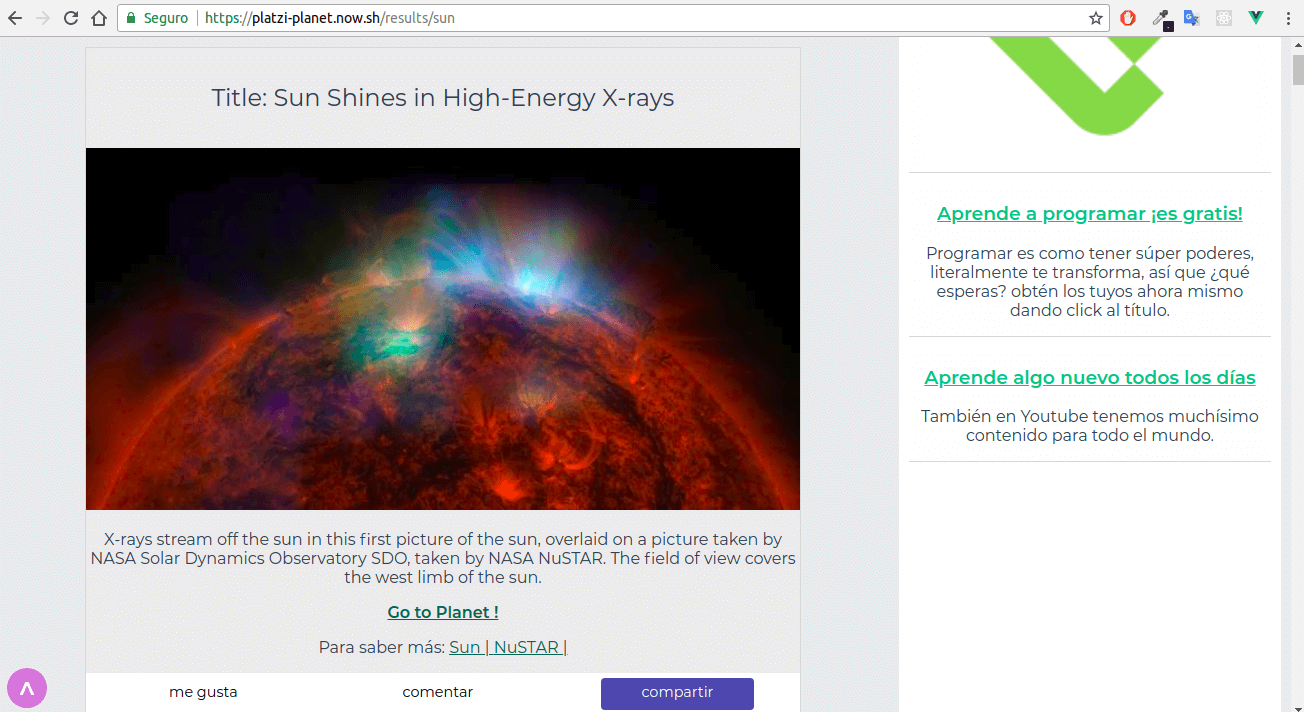 Seguro
https://platzi-planet.now.sh/results/sun
Title: Sun Shines in High-Energy X-rays
X-rays stream off the sun in this first picture of the sun, overlaid on a picture taken by
NASA Solar Dynamics Observatory SDO, taken by NASA NuSTAR. The field of view covers
the west limb of the sun.
Go to Planet !
Para saber más: Sun | NuSTAR |
me gusta
comentar
compartir
Aprende a programar ¡es gratis!
Programar es como tener súper poderes,
literalmente te transforma, así que ¿qué
esperas? obtén los tuyos ahora mismo
dando click al título.
Aprende algo nuevo todos los días
También en Youtube tenemos muchísimo
contenido para todo el mundo.